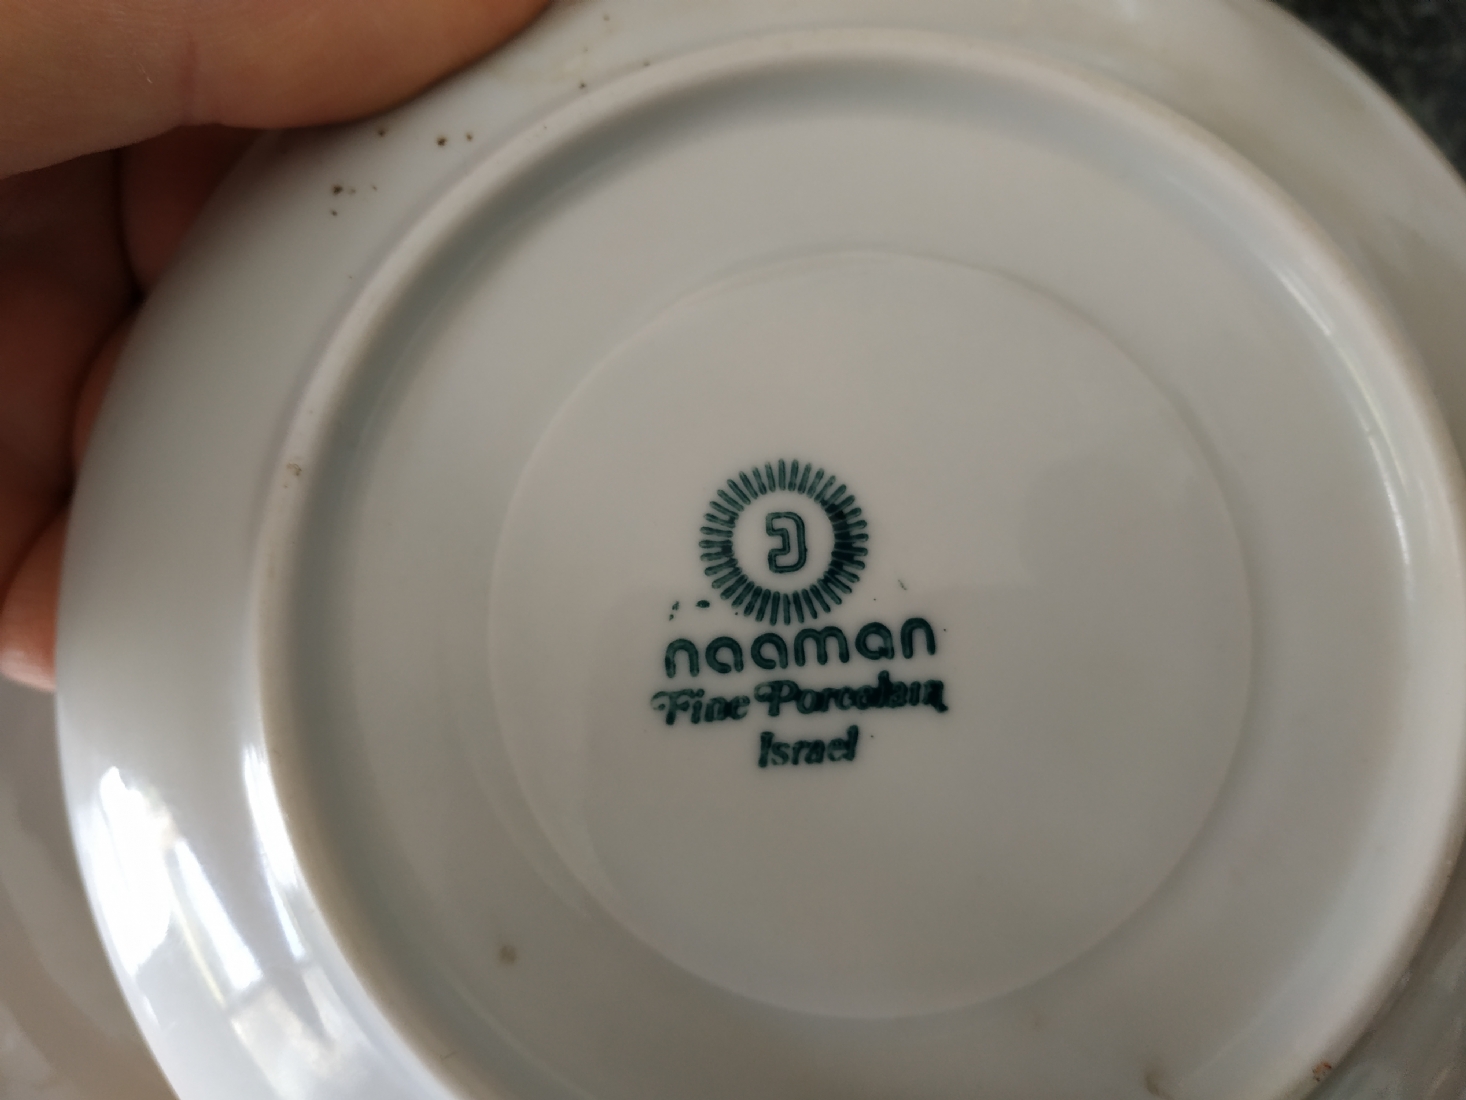 נ
naaman
Fine Porcelain
Israel